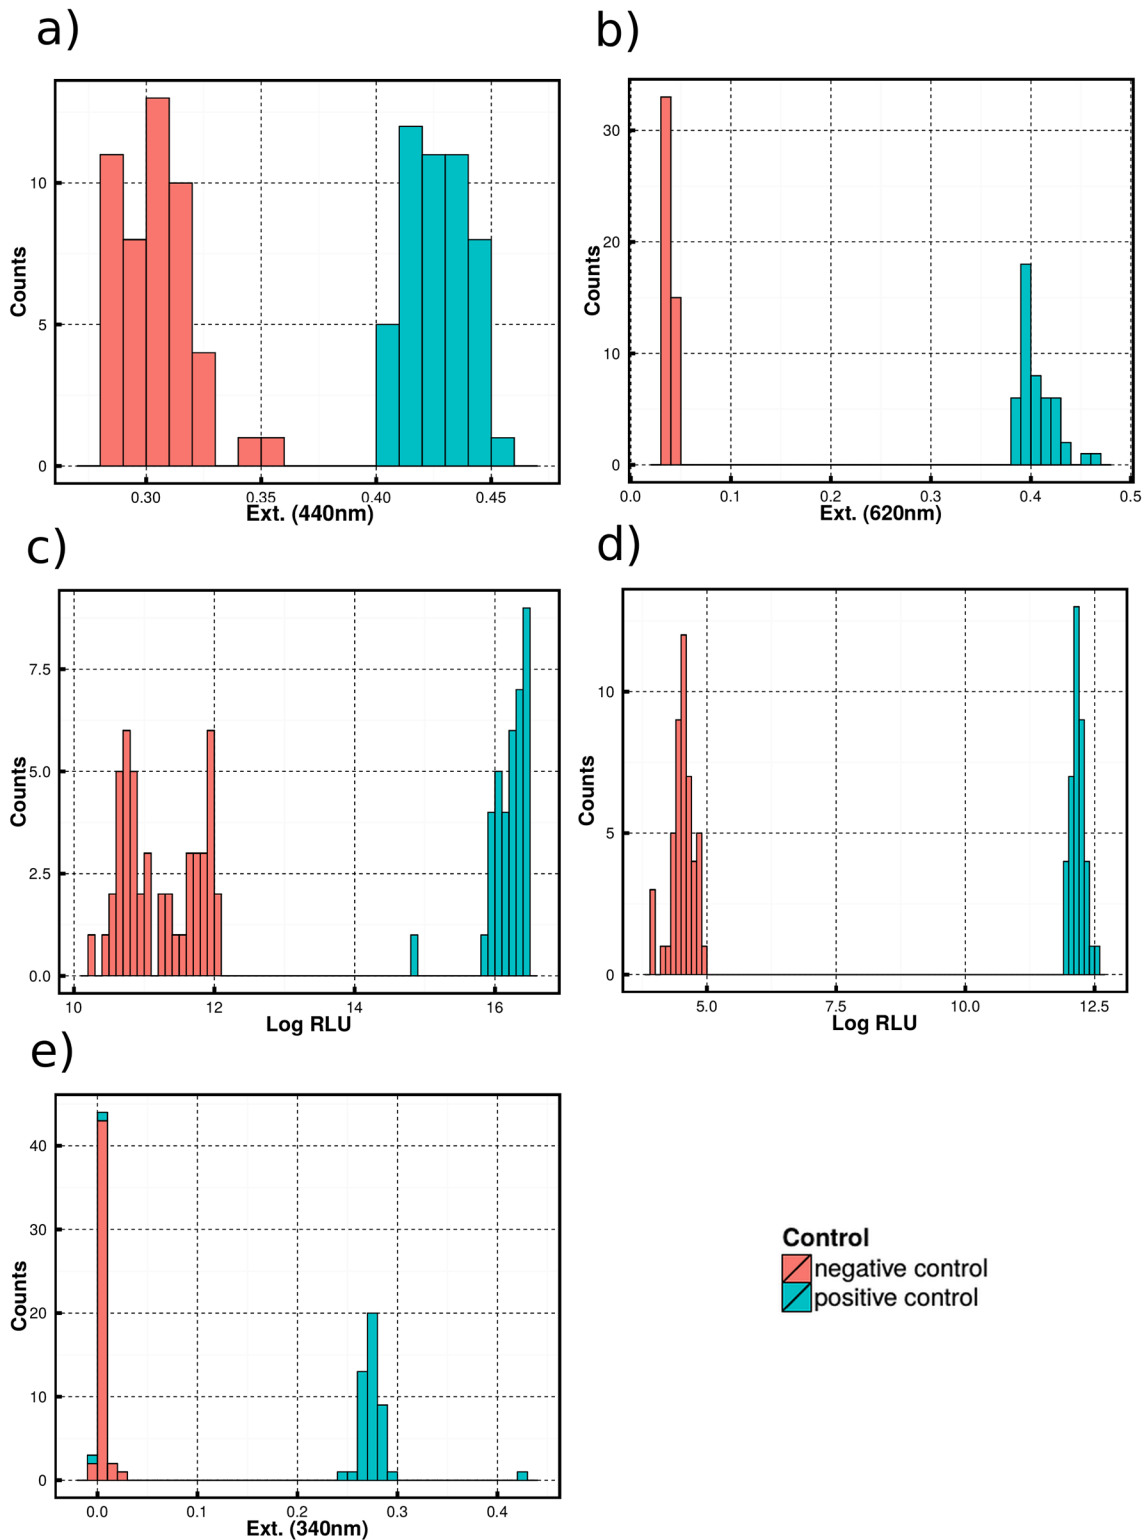 a)
10
5
0
Counts
0.30 0.35 0.40 0.45
Ext. (440nm)
b)
30
20
10
0
Counts
0.0 0.1 0.2 0.3 0.4 0.5
Ext. (620nm)
c)
7.5
5.0
2.5
0.0
Counts
10 12 14 16
Log RLU
d)
10
5
0
Counts
5.0 7.5 10.0 12.5
Log RLU
e)
40
30
20
10
0
Counts
0.0 0.1 0.2 0.3 0.4
Ext. (340nm)
Control
negative control
positive control